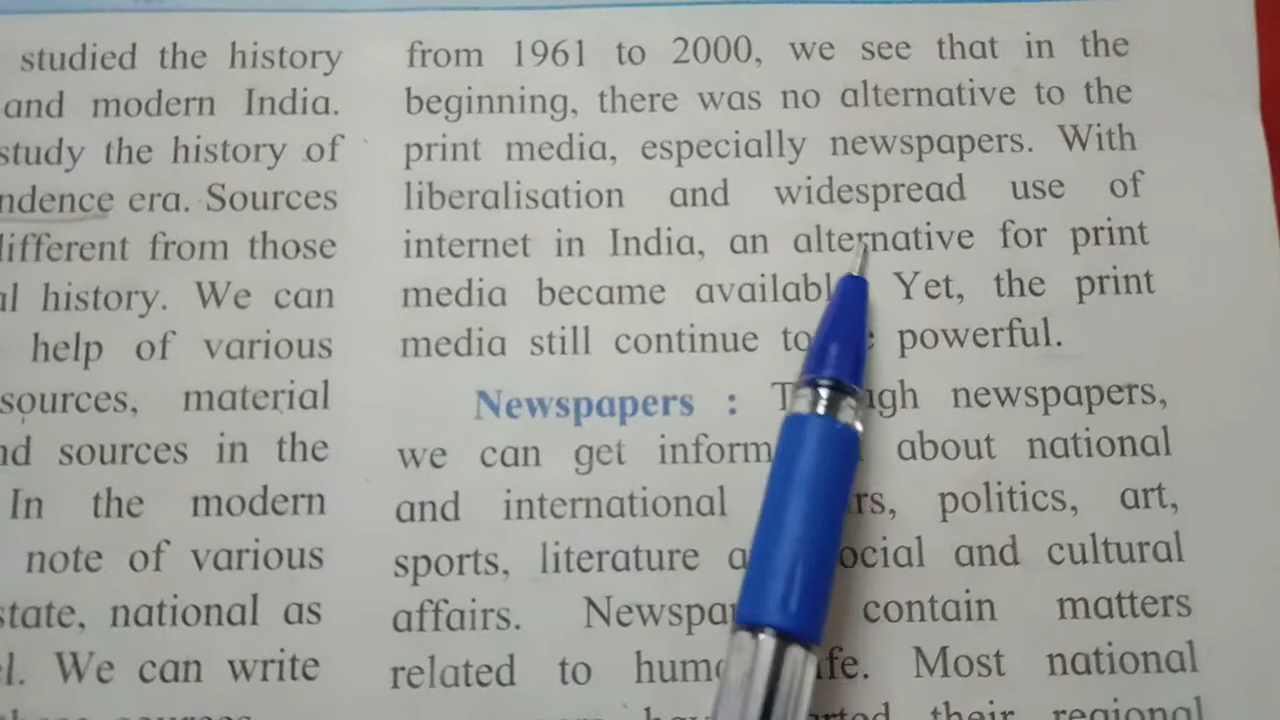 studied the history
and modern India.
study the history of
era. Sources
different from those
history. We can
help of various
sources, material
sources in the
In the modern
note of various
state, national as
We can write
from 1961 to 2000, we see that in the
beginning, there was no alternative to the
print media, especially newspapers. With
liberalisation and widespread use of
internet in India, an alternative for print
media became Yet, the print
media still continue to powerful.
Newspapers : newspapers,
we can get about national
and international politics, art,
sports, literature and cultural
affairs. contain matters
related to Most national
their regional